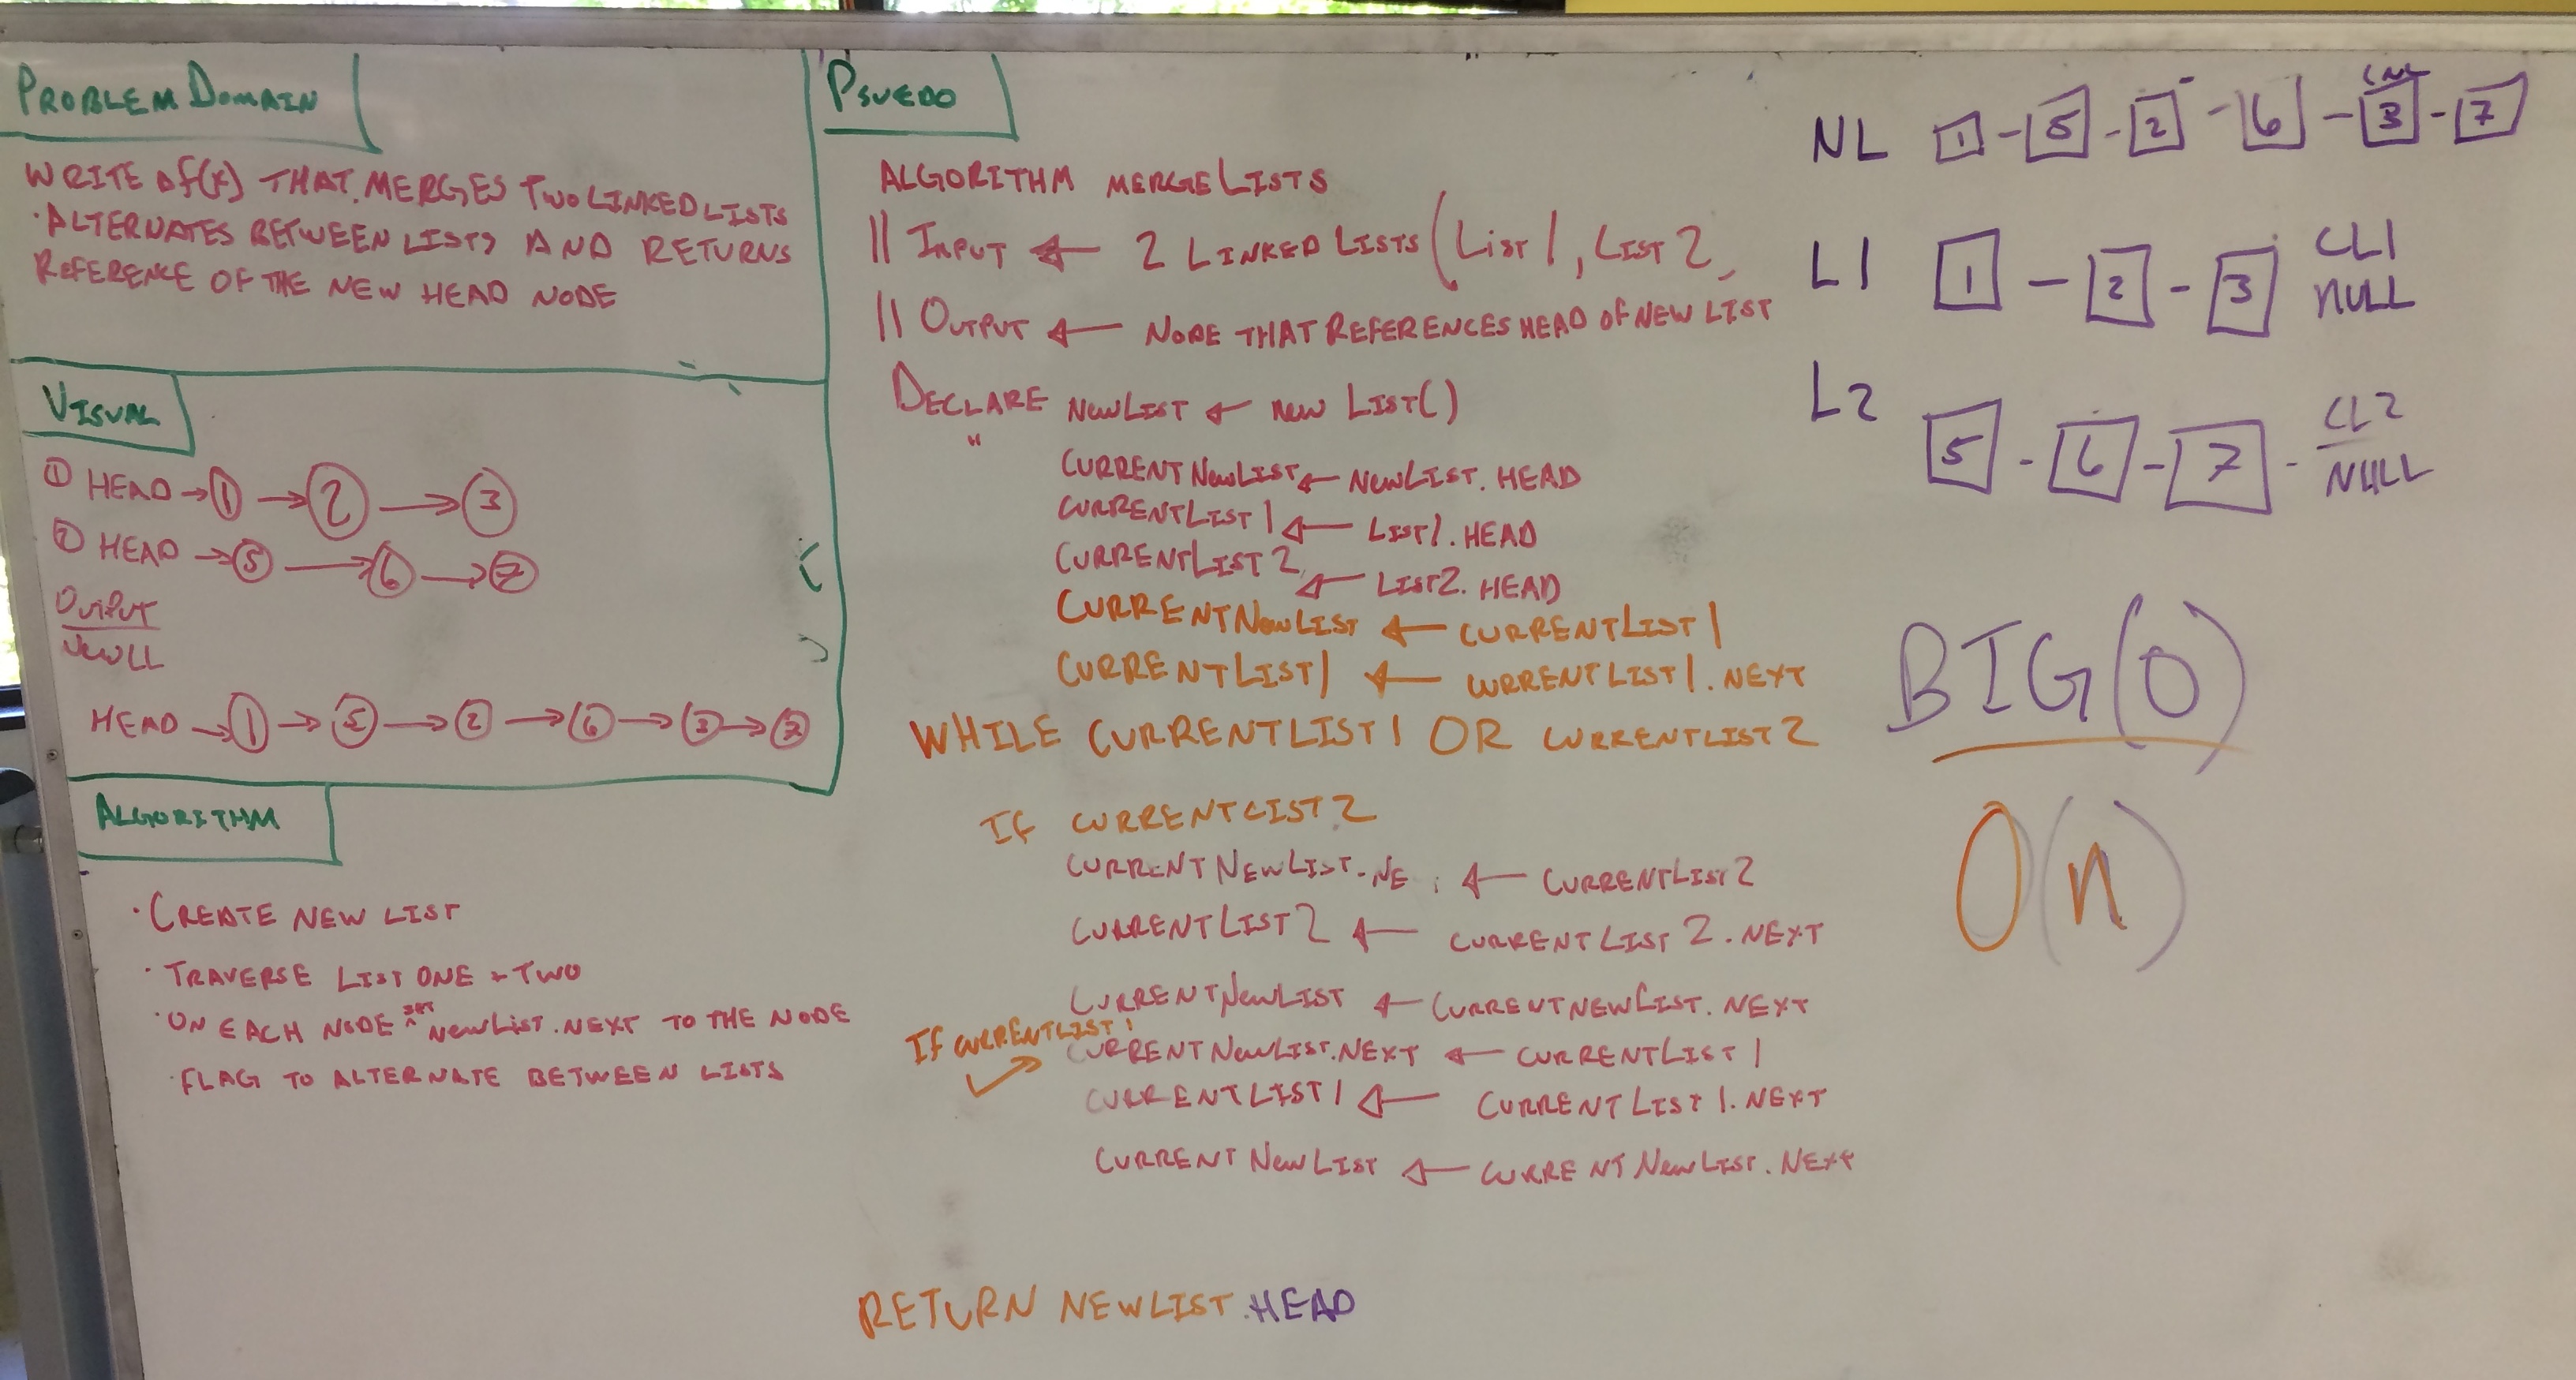 PROBLEM DOMAIN
WRITE A f(x) THAT MERGES TWO LINKED LISTS
· ALTERNATES BETWEEN LISTS AND RETURNS
REFERENCE OF THE NEW HEAD NODE
VISUAL
① HEAD → 1 → 2 → 3
② HEAD → 5 → 6 → 7
OUTPUT
NEWLL
HEAD → 1 → 5 → 2 → 6 → 3 → 7
ALGORITHM
· CREATE NEW LIST
· TRAVERSE LIST ONE + TWO
· ON EACH NODE ^SET NEWLIST.NEXT TO THE NODE
· FLAG TO ALTERNATE BETWEEN LISTS
PSUEDO
ALGORITHM MERGELISTS
// INPUT ← 2 LINKED LISTS (LIST 1, LIST 2
// OUTPUT ← NODE THAT REFERENCES HEAD OF NEW LIST
DECLARE NEWLIST ← NEW LIST()
"
CURRENTNEWLIST ← NEWLIST.HEAD
CURRENTLIST1 ← LIST1.HEAD
CURRENTLIST2 ← LIST2.HEAD
CURRENTNEWLIST ← CURRENTLIST1
CURRENTLIST1 ← CURRENTLIST1.NEXT
WHILE CURRENTLIST1 OR CURRENTLIST2
IF CURRENTLIST2
CURRENTNEWLIST.NE ← CURRENTLIST2
CURRENTLIST2 ← CURRENTLIST2.NEXT
CURRENTNEWLIST ← CURRENTNEWLIST.NEXT
IF CURRENTLIST1
CURRENTNEWLIST.NEXT ← CURRENTLIST1
CURRENTLIST1 ← CURRENTLIST1.NEXT
CURRENTNEWLIST ← CURRENTNEWLIST.NEXT
RETURN NEWLIST.HEAD
CNL
NL 1 - 5 - 2 - 6 - 3 - 7
L1 1 - 2 - 3 CL1
NULL
L2 5 - 6 - 7 - CL2
NULL
BIG(O)
O(n)